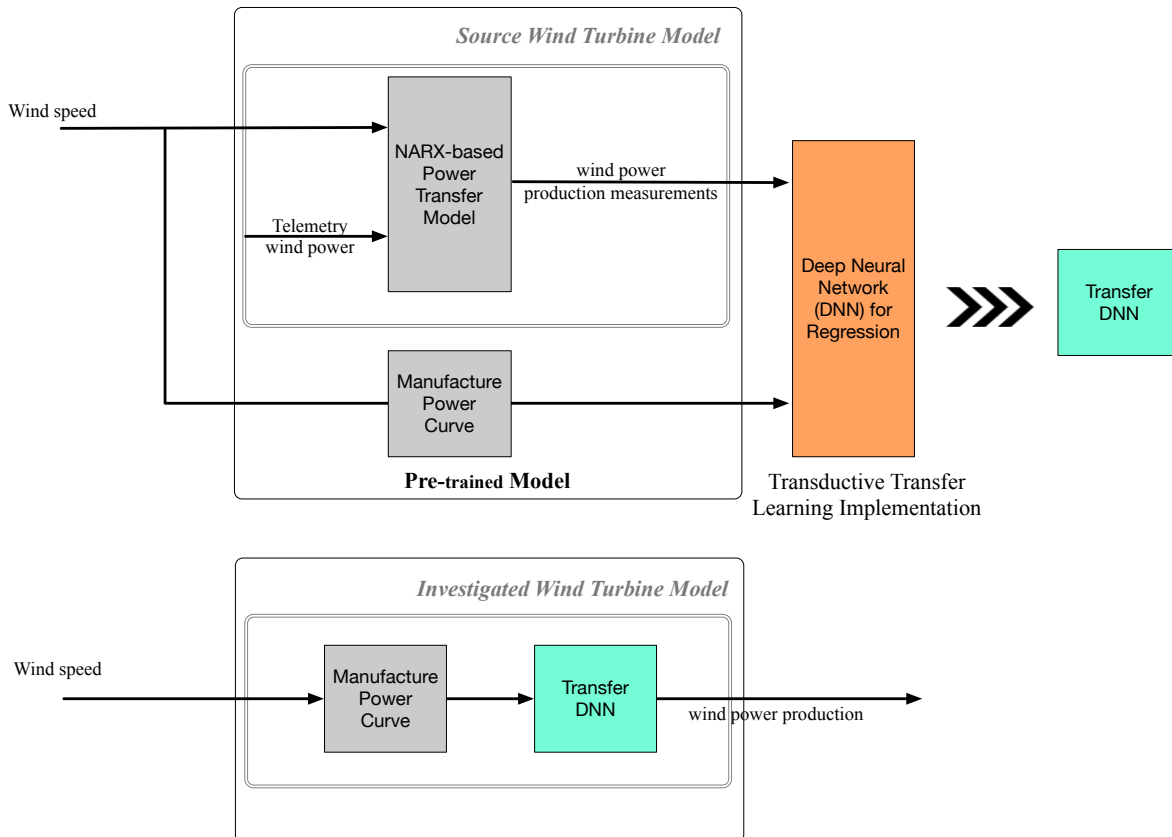 Source Wind Turbine Model
Wind speed
NARX-based
Power
Transfer
Model
wind power
production measurements
Telemetry
wind power
Deep Neural
Network
(DNN) for
Regression
Transfer
DNN
Manufacture
Power
Curve
Pre-trained Model
Transductive Transfer
Learning Implementation
Investigated Wind Turbine Model
Wind speed
Manufacture
Power
Curve
Transfer
DNN
wind power production